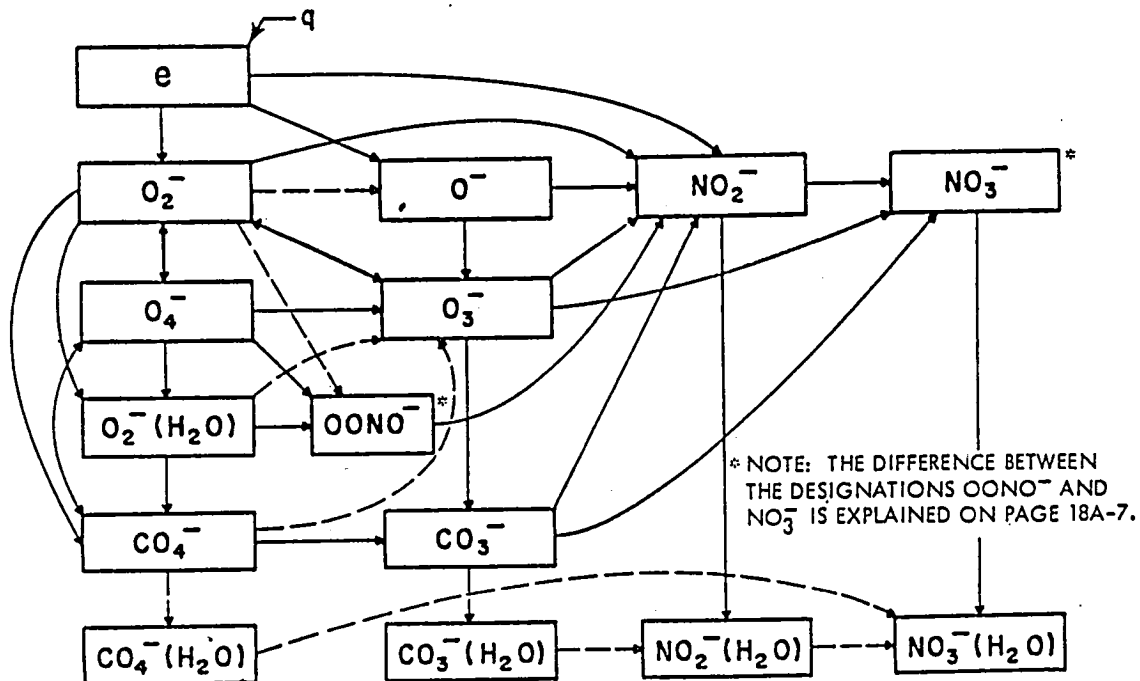 q
e
O₂⁻
O⁻
NO₂⁻
NO₃⁻ *
O₄⁻
O₃⁻
O₂⁻(H₂O)
OONO⁻ *
* NOTE: THE DIFFERENCE BETWEEN
THE DESIGNATIONS OONO⁻ AND
NO₃⁻ IS EXPLAINED ON PAGE 18A-7.
CO₄⁻
CO₃⁻
CO₄⁻(H₂O)
CO₃⁻(H₂O)
NO₂⁻(H₂O)
NO₃⁻(H₂O)